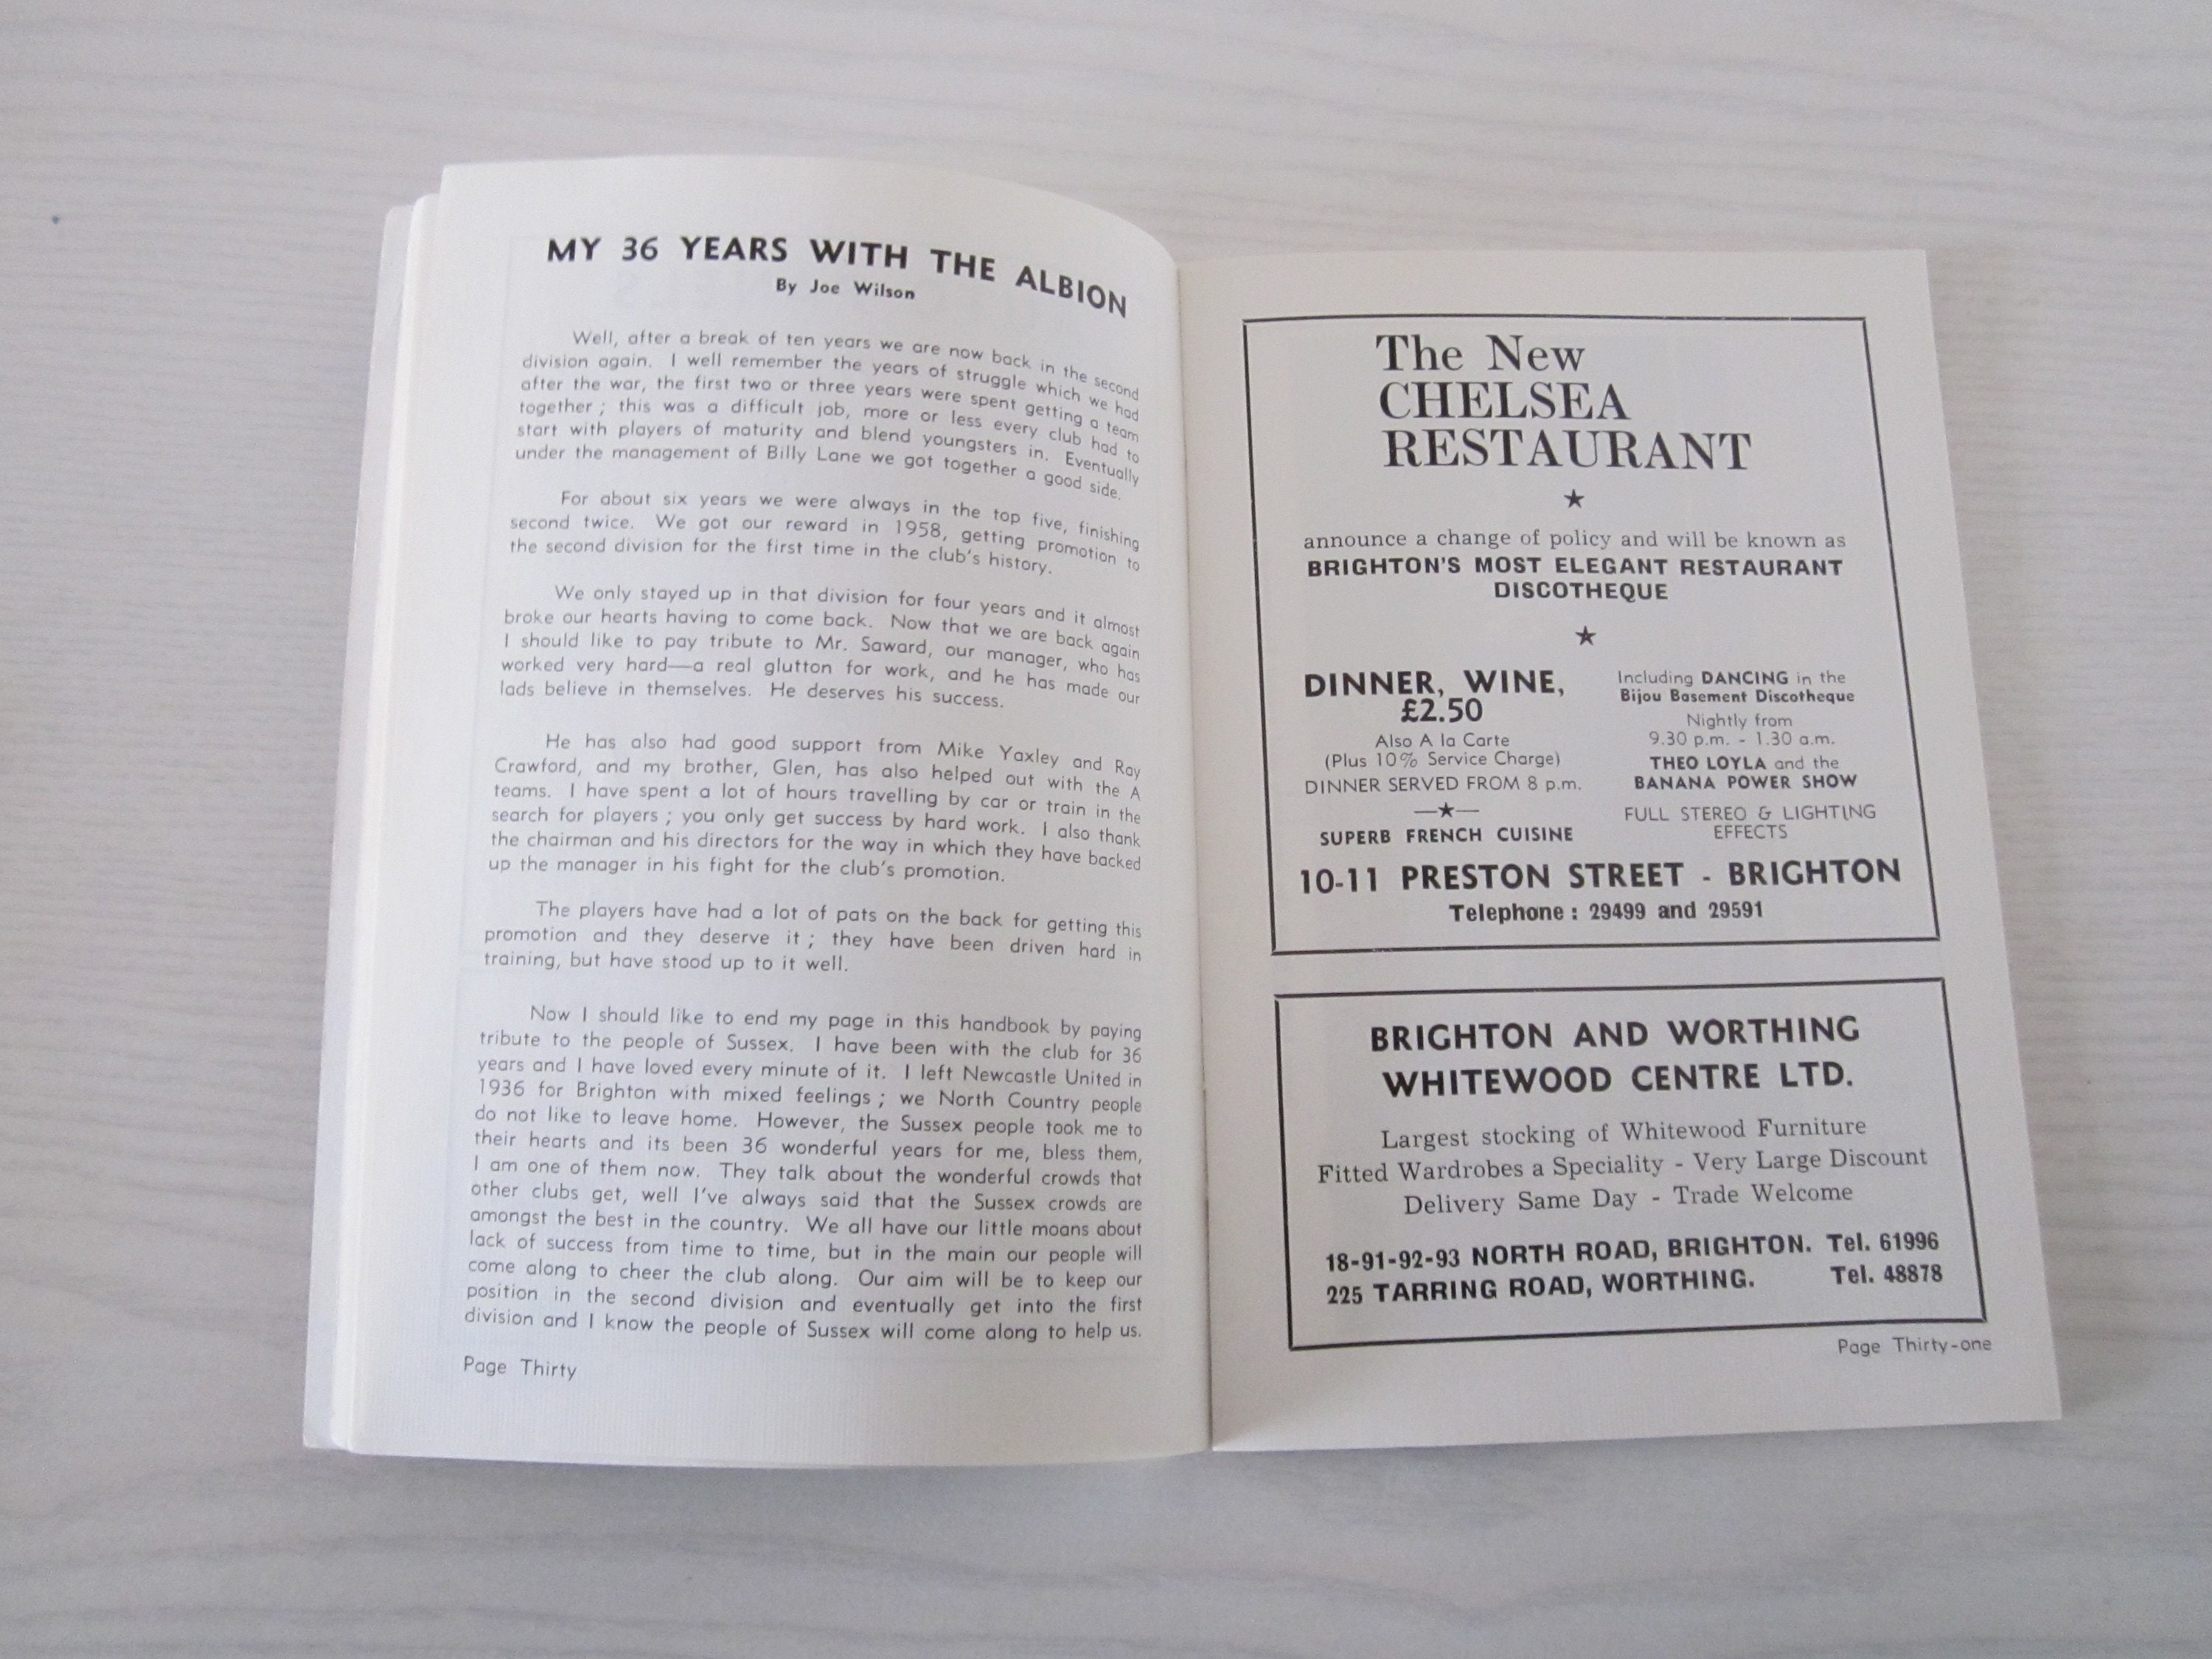 MY 36 YEARS WITH THE ALBION
By Joe Wilson
Well, after a break of ten years we are now back in the second
division again. I well remember the years of struggle which we had
after the war, the first two or three years were spent getting a team
together ; this was a difficult job, more or less every club had to
start with players of maturity and blend youngsters in. Eventually
under the management of Billy Lane we got together a good side.
For about six years we were always in the top five, finishing
second twice. We got our reward in 1958, getting promotion to
the second division for the first time in the club's history.
We only stayed up in that division for four years and it almost
broke our hearts having to come back. Now that we are back again
I should like to pay tribute to Mr. Saward, our manager, who has
worked very hard—a real glutton for work, and he has made our
lads believe in themselves. He deserves his success.
He has also had good support from Mike Yaxley and Ray
Crawford, and my brother, Glen, has also helped out with the A
teams. I have spent a lot of hours travelling by car or train in the
search for players ; you only get success by hard work. I also thank
the chairman and his directors for the way in which they have backed
up the manager in his fight for the club's promotion.
The players have had a lot of pats on the back for getting this
promotion and they deserve it ; they have been driven hard in
training, but have stood up to it well.
Now I should like to end my page in this handbook by paying
tribute to the people of Sussex. I have been with the club for 36
years and I have loved every minute of it. I left Newcastle United in
1936 for Brighton with mixed feelings ; we North Country people
do not like to leave home. However, the Sussex people took me to
their hearts and its been 36 wonderful years for me, bless them,
I am one of them now. They talk about the wonderful crowds that
other clubs get, well I've always said that the Sussex crowds are
amongst the best in the country. We all have our little moans about
lack of success from time to time, but in the main our people will
come along to cheer the club along. Our aim will be to keep our
position in the second division and eventually get into the first
division and I know the people of Sussex will come along to help us.
Page Thirty
The New
CHELSEA
RESTAURANT
★
announce a change of policy and will be known as
BRIGHTON'S MOST ELEGANT RESTAURANT
DISCOTHEQUE
★
DINNER, WINE,
£2.50
Also A la Carte
(Plus 10% Service Charge)
DINNER SERVED FROM 8 p.m.
—★—
SUPERB FRENCH CUISINE
Including DANCING in the
Bijou Basement Discotheque
Nightly from
9.30 p.m. - 1.30 a.m.
THEO LOYLA and the
BANANA POWER SHOW
FULL STEREO & LIGHTING
EFFECTS
10-11 PRESTON STREET - BRIGHTON
Telephone : 29499 and 29591
BRIGHTON AND WORTHING
WHITEWOOD CENTRE LTD.
Largest stocking of Whitewood Furniture
Fitted Wardrobes a Speciality - Very Large Discount
Delivery Same Day - Trade Welcome
18-91-92-93 NORTH ROAD, BRIGHTON. Tel. 61996
225 TARRING ROAD, WORTHING. Tel. 48878
Page Thirty-one